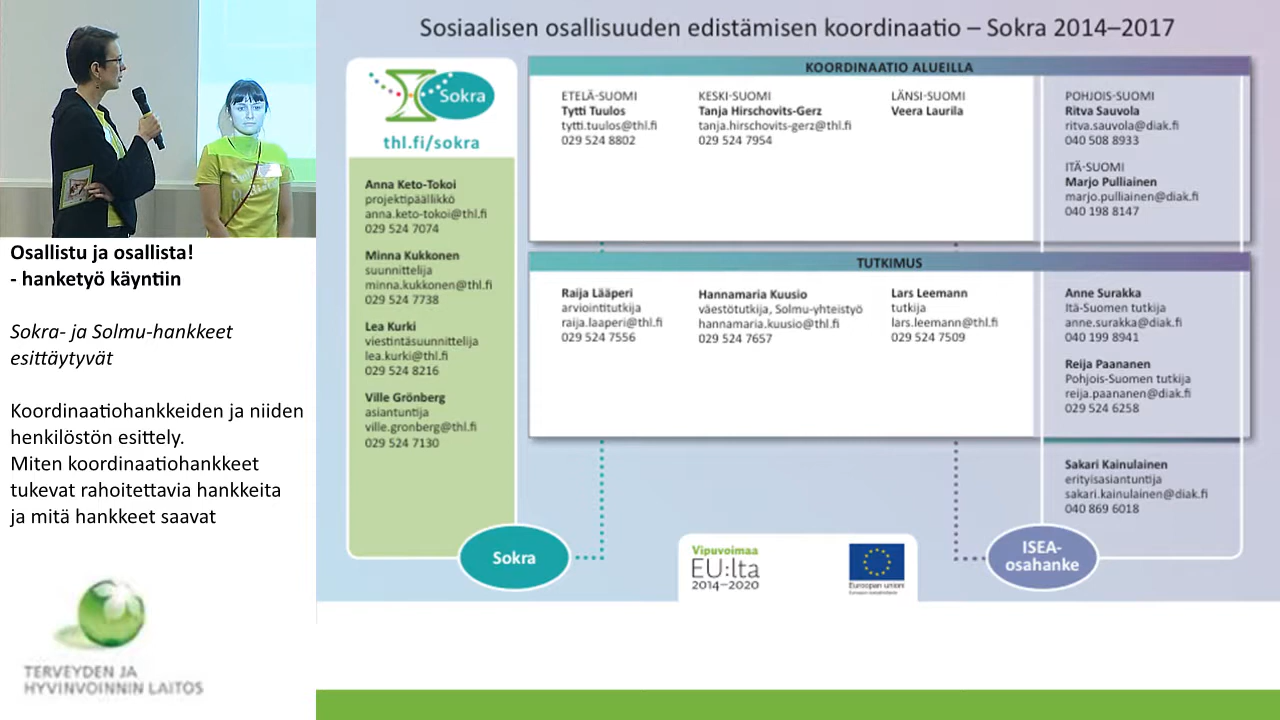 Sosiaalisen osallisuuden edistämisen koordinaatio – Sokra 2014–2017
Sokra
thl.fi/sokra
Anna Keto-Tokoi
projektipäällikkö
anna.keto-tokoi@thl.fi
029 524 7074
Minna Kukkonen
suunnittelija
minna.kukkonen@thl.fi
029 524 7738
Lea Kurki
viestintäsuunnittelija
lea.kurki@thl.fi
029 524 8216
Ville Grönberg
asiantuntija
ville.gronberg@thl.fi
029 524 7130
KOORDINAATIO ALUEILLA
ETELÄ-SUOMI
Tytti Tuulos
tytti.tuulos@thl.fi
029 524 8802
KESKI-SUOMI
Tanja Hirschovits-Gerz
tanja.hirschovits-gerz@thl.fi
029 524 7954
LÄNSI-SUOMI
Veera Laurila
POHJOIS-SUOMI
Ritva Sauvola
ritva.sauvola@diak.fi
040 508 8933
ITÄ-SUOMI
Marjo Pulliainen
marjo.pulliainen@diak.fi
040 198 8147
TUTKIMUS
Raija Lääperi
arviointitutkija
raija.laaperi@thl.fi
029 524 7556
Hannamaria Kuusio
väestötutkija, Solmu-yhteistyö
hannamaria.kuusio@thl.fi
029 524 7657
Lars Leemann
tutkija
lars.leemann@thl.fi
029 524 7509
Anne Surakka
Itä-Suomen tutkija
anne.surakka@diak.fi
040 199 8941
Reija Paananen
Pohjois-Suomen tutkija
reija.paananen@diak.fi
029 524 6258
Sakari Kainulainen
erityisasiantuntija
sakari.kainulainen@diak.fi
040 869 6018
Sokra
ISEA-
osahanke
Vipuvoimaa
EU:lta
2014–2020
Euroopan unioni
Osallistu ja osallista!
- hanketyö käyntiin
Sokra- ja Solmu-hankkeet
esittäytyvät
Koordinaatiohankkeiden ja niiden
henkilöstön esittely.
Miten koordinaatiohankkeet
tukevat rahoitettavia hankkeita
ja mitä hankkeet saavat
TERVEYDEN JA
HYVINVOINNIN LAITOS